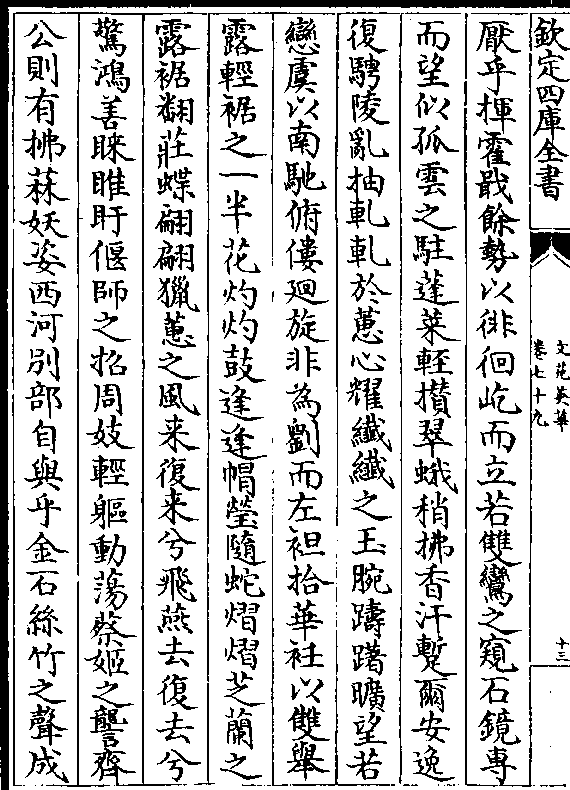 欽定四庫全書
文苑英華
卷七十九
十三
厭乎揮霍戢餘勢以徘徊屹而立若雙鸞之窺石鏡專
而望似孤雲之駐蓬萊輕攅翠蛾稍拂香汗蹔爾安逸
復騁陵亂抽軋軋於蕙心耀纎纎之玉腕躊躇曠望若
戀虞以南馳俯僂迴旋非為劉而左袒抬華袿以雙舉
露輕裾之一半花灼灼鼓逢逢帽瑩隨蛇熠熠芝蘭之
露裾翻莊蝶翩翩獵蕙之風来復来兮飛燕去復去兮
驚鴻善睞睢盱偃師之招周妓輕軀動蕩蔡姬之讋齊
公則有拂菻妖姿西河别部自與乎金石絲竹之聲成